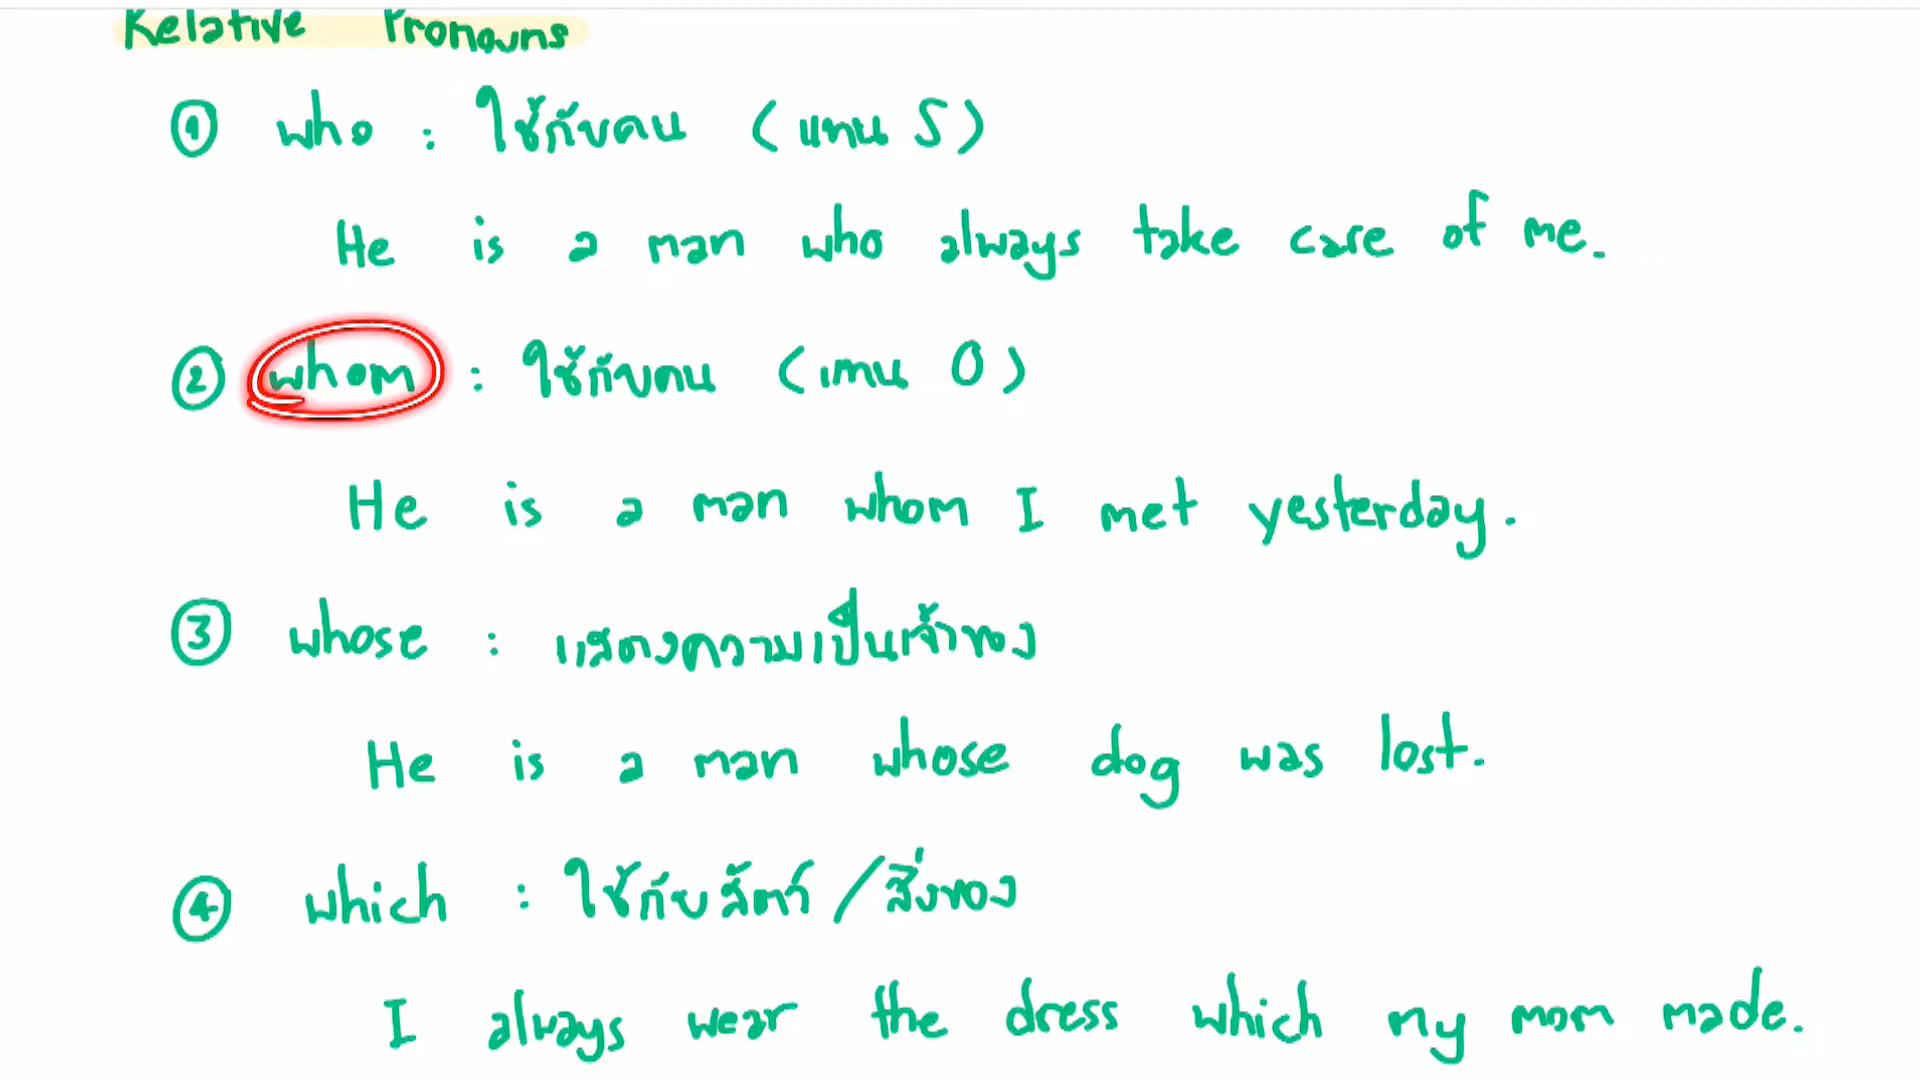 Relative Pronouns
① who : ใช้กับคน (แทน S)
He is a man who always take care of me.
② whom : ใช้กับคน (แทน O)
He is a man whom I met yesterday.
③ whose : แสดงความเป็นเจ้าของ
He is a man whose dog was lost.
④ which : ใช้กับสัตว์ / สิ่งของ
I always wear the dress which my mom made.